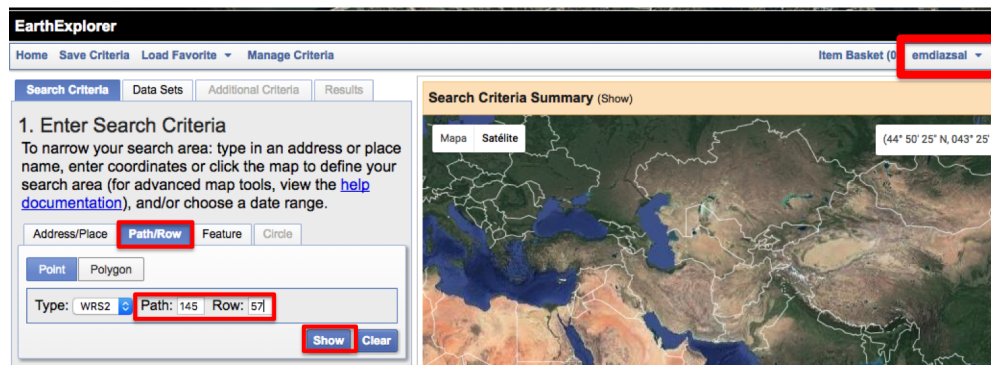 EarthExplorer
Home Save Criteria Load Favorite Manage Criteria
Item Basket (0 emdiazsal
Search Criteria Data Sets Additional Criteria Results
1. Enter Search Criteria
To narrow your search area: type in an address or place
name, enter coordinates or click the map to define your
search area (for advanced map tools, view the help
documentation), and/or choose a date range.
Address/Place Path/Row Feature Circle
Point Polygon
Type: WRS2 Path: 145 Row: 57
Show Clear
Search Criteria Summary (Show)
Mapa Satélite
(44° 50' 25" N, 043° 25'